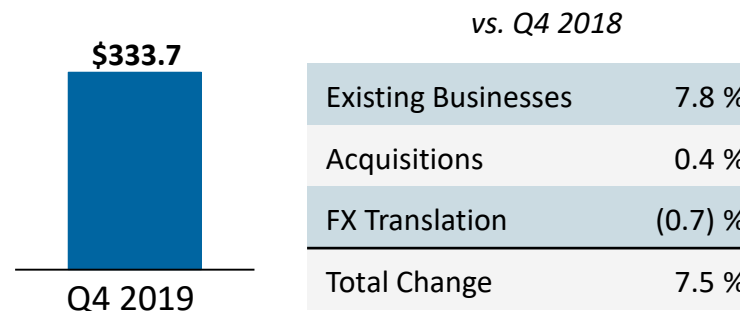 vs. Q4 2018
$333.7
Existing Businesses 7.8 %
Acquisitions 0.4 %
FX Translation (0.7) %
Total Change 7.5 %
Q4 2019